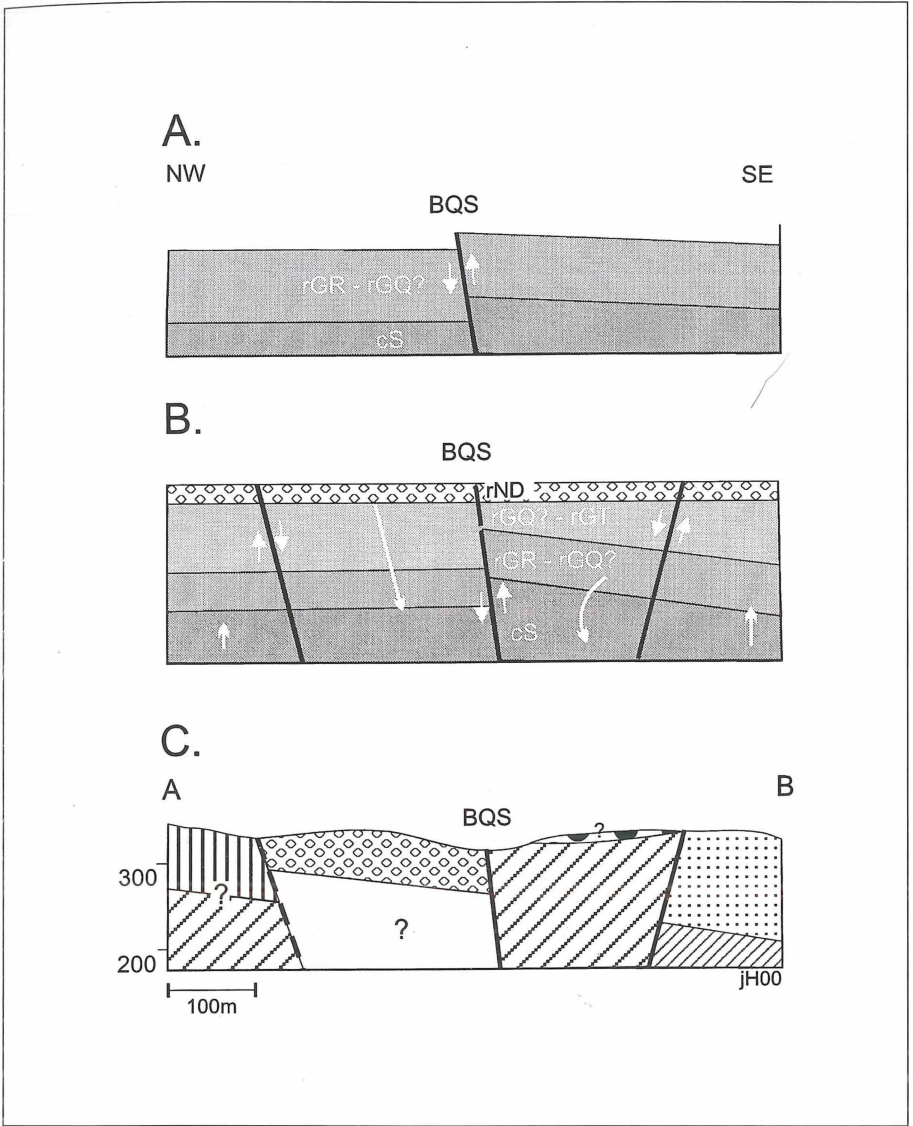 A.
NW
SE
BQS
rGR - rGQ?
cS
B.
BQS
rND
rGQ? - rGT
rGR - rGQ?
cS
C.
A
B
BQS
?
300
?
?
200
jH00
100m